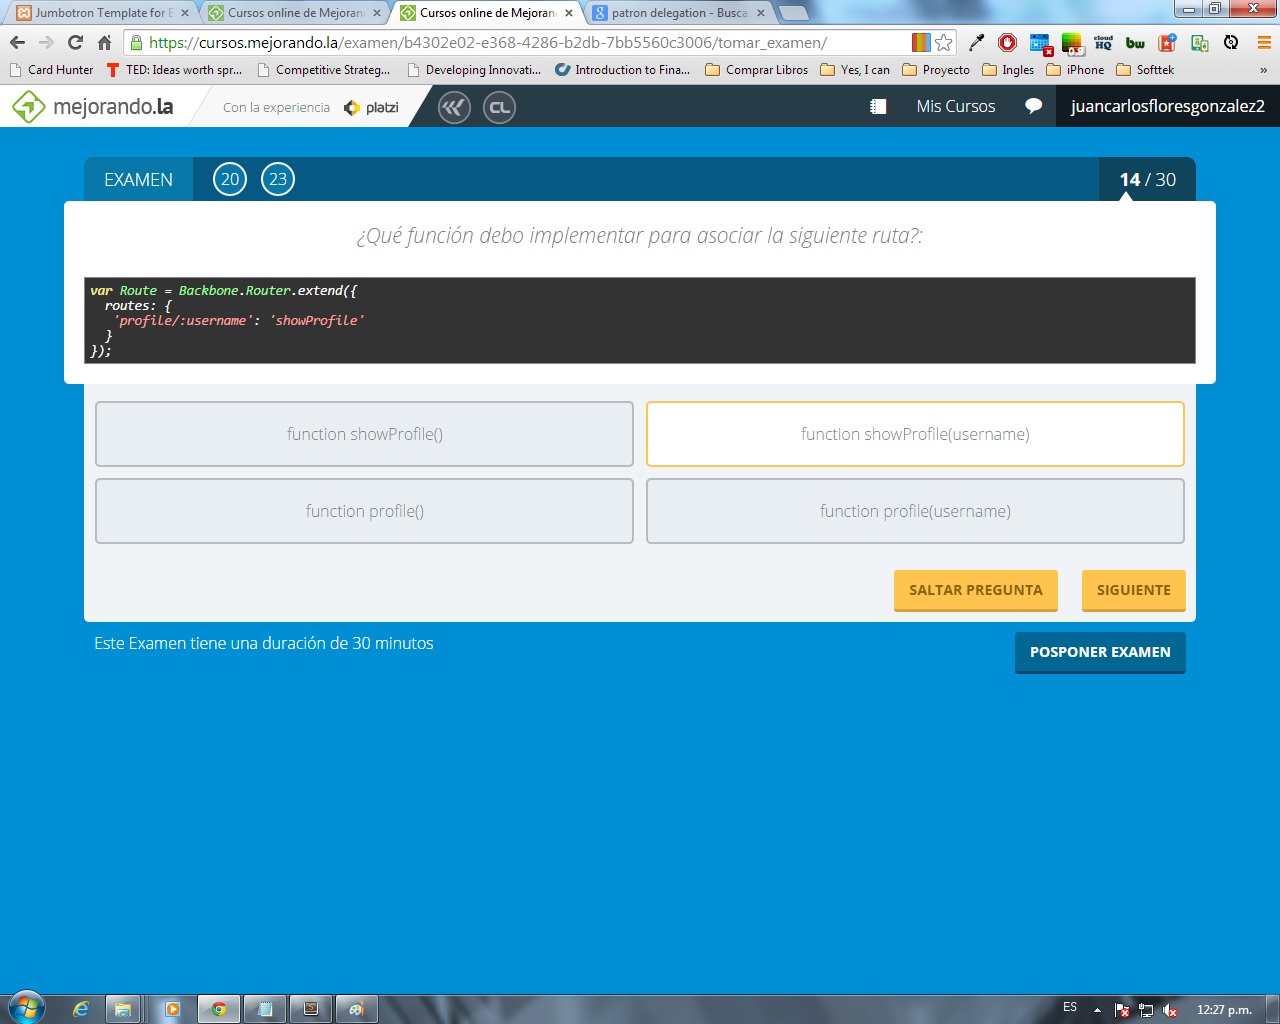 Jumbotron Template for B
Cursos online de Mejoran
Cursos online de Mejoran
patron delegation - Busca
https://cursos.mejorando.la/examen/b4302e02-e368-4286-b2db-7bb5560c3006/tomar_examen/
Card Hunter
TED: Ideas worth spr...
Competitive Strateg...
Developing Innovati...
Introduction to Fina...
Comprar Libros
Yes, I can
Proyecto
Ingles
iPhone
Softtek
»
mejorando.la
Con la experiencia
platzi
CL
Mis Cursos
juancarlosfloresgonzalez2
EXAMEN
20
23
14 / 30
¿Qué función debo implementar para asociar la siguiente ruta?:
var Route = Backbone.Router.extend({
routes: {
'profile/:username': 'showProfile'
}
});
function showProfile()
function showProfile(username)
function profile()
function profile(username)
SALTAR PREGUNTA
SIGUIENTE
Este Examen tiene una duración de 30 minutos
POSPONER EXAMEN
ES
12:27 p.m.